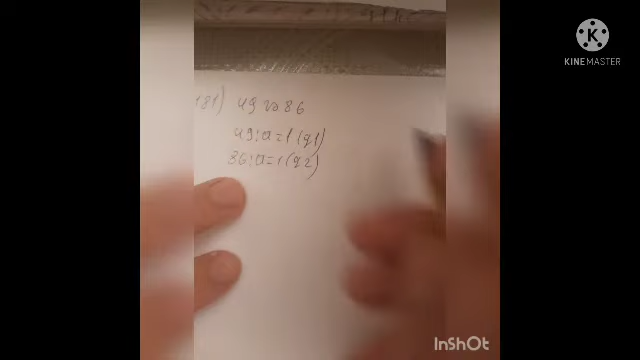 181) 49 və 86
49:a=1(q1)
86:a=1(q2)
KINEMASTER
InShOt